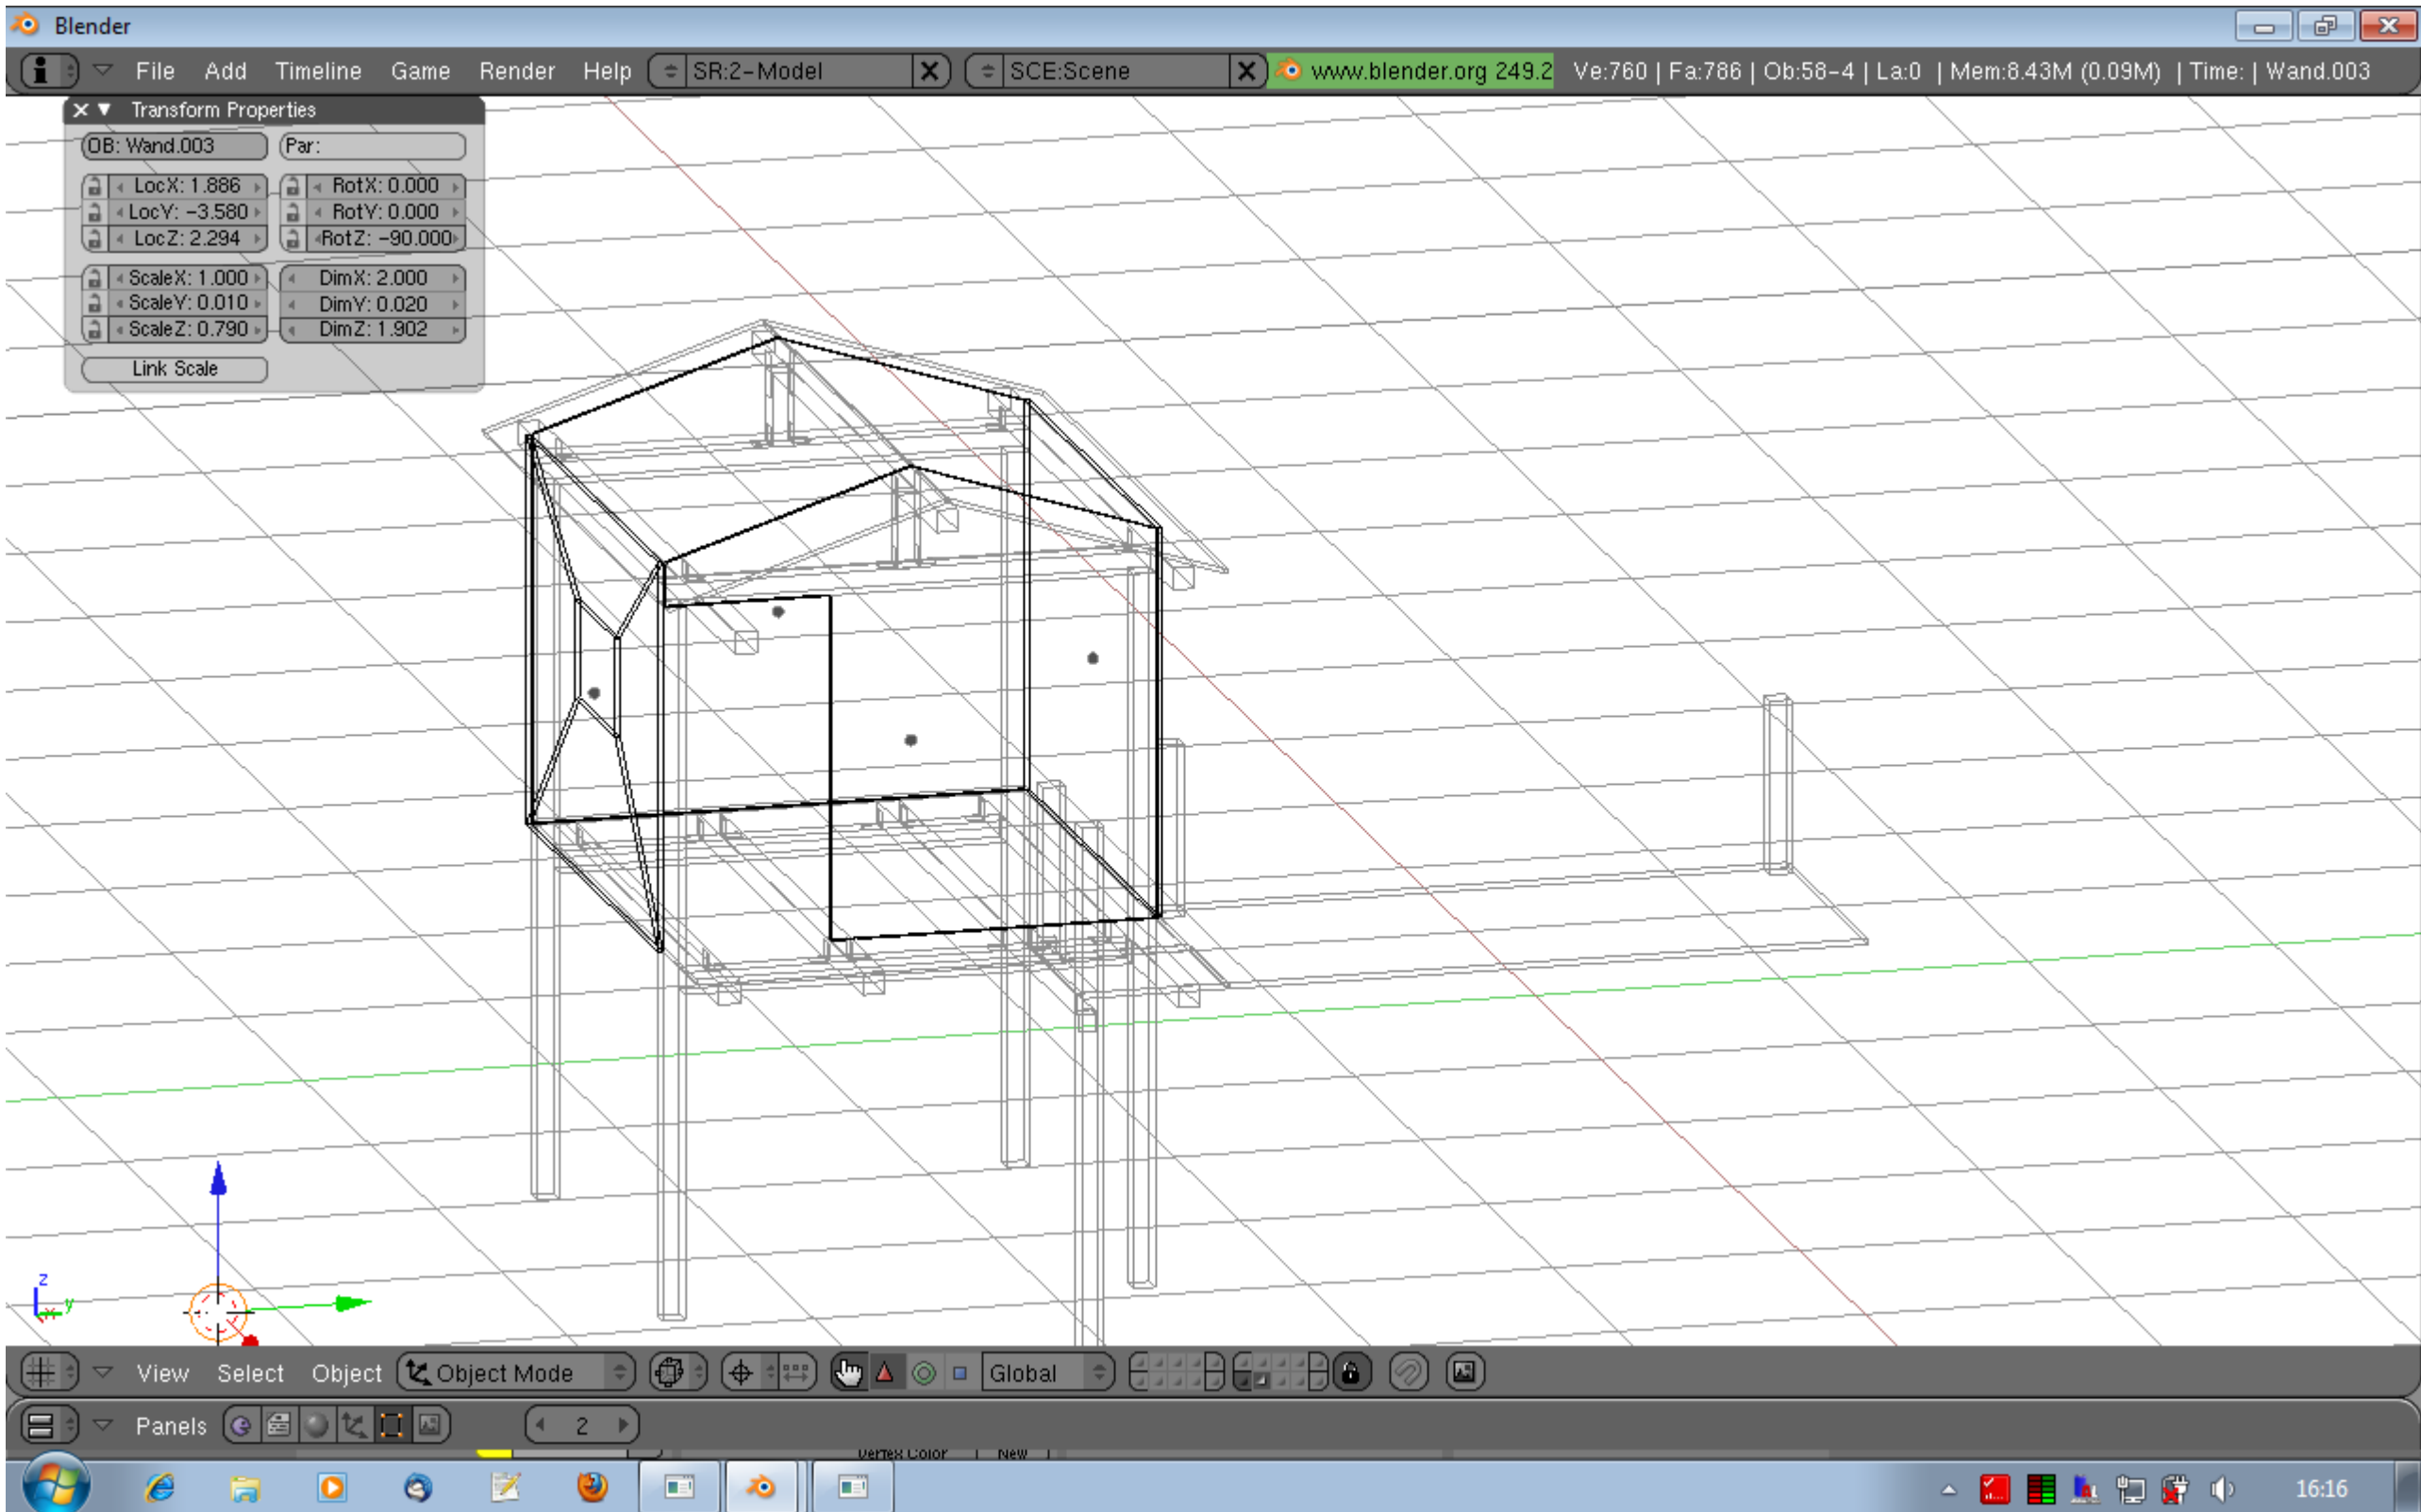 Blender
File Add Timeline Game Render Help SR:2-Model X SCE:Scene X www.blender.org 249.2 Ve:760 | Fa:786 | Ob:58-4 | La:0 | Mem:8.43M (0.09M) | Time: | Wand.003
Transform Properties
OB: Wand.003 Par:
LocX: 1.886 RotX: 0.000
LocY: -3.580 RotY: 0.000
LocZ: 2.294 RotZ: -90.000
ScaleX: 1.000 DimX: 2.000
ScaleY: 0.010 DimY: 0.020
ScaleZ: 0.790 DimZ: 1.902
Link Scale
z
y
x
View Select Object Object Mode Global
Panels 2
Vertex Color New
16:16